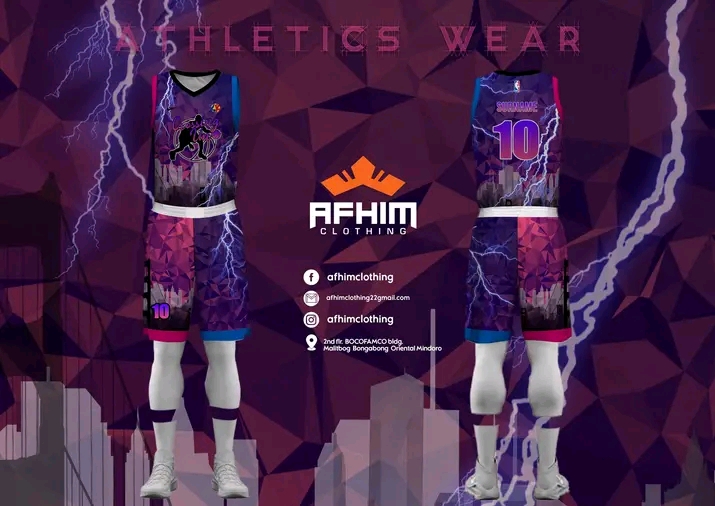 ATHLETICS WEAR
SURNAME
10
AFHIM
CLOTHING
afhimclothing
afhimclothing22gmail.com
afhimclothing
2nd flr. BOCOFAMCO bldg.
Malitbog Bongabong Oriental Mindoro
10